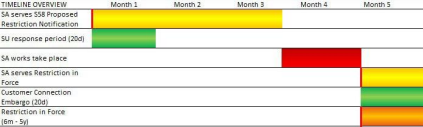 TIMELINE OVERVIEW Month 1 Month 2 Month 3 Month 4 Month 5
SA serves S58 Proposed
Restriction Notification
SU response period (20d)
SA works take place
SA serves Restriction in
Force
Customer Connection
Embargo (20d)
Restriction in Force
(6m - 5y)